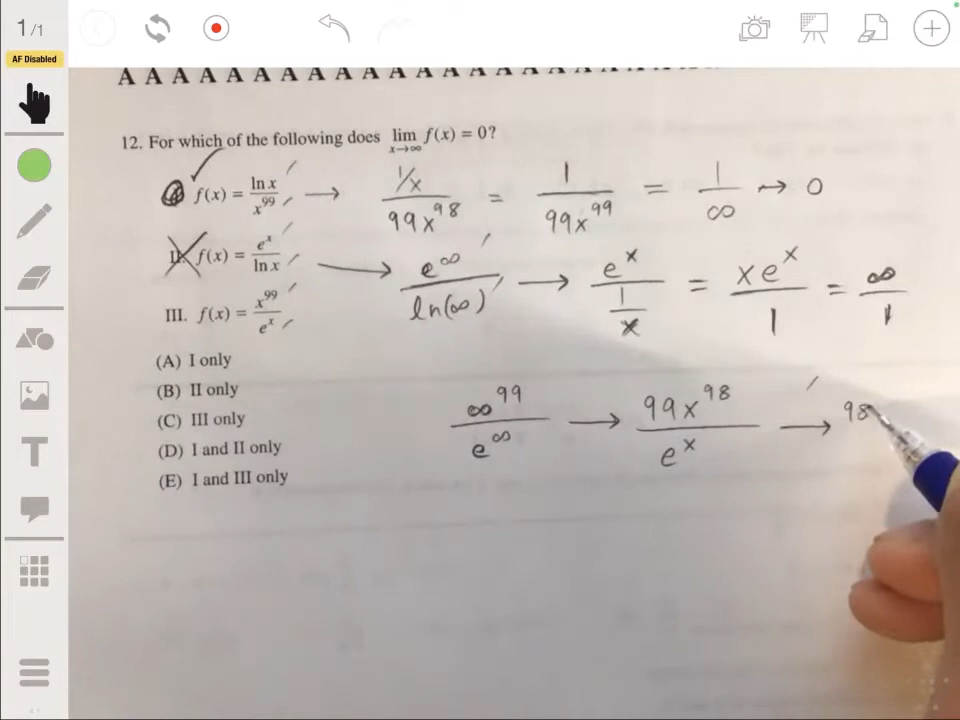 1/1
AF Disabled
A A A A A A A A A A A A A A A A A A A A A A
12. For which of the following does lim x→∞ f(x) = 0?
f(x) = ln x / x^99 → (1/x) / (99x^98) = 1 / (99x^99) = 1/∞ → 0
II. f(x) = e^x / ln x → e^∞ / ln(∞) → e^x / (1/x) = xe^x / 1 = ∞/1
III. f(x) = x^99 / e^x
(A) I only
(B) II only
(C) III only
(D) I and II only
(E) I and III only
∞^99 / e^∞ → 99x^98 / e^x → 98
T